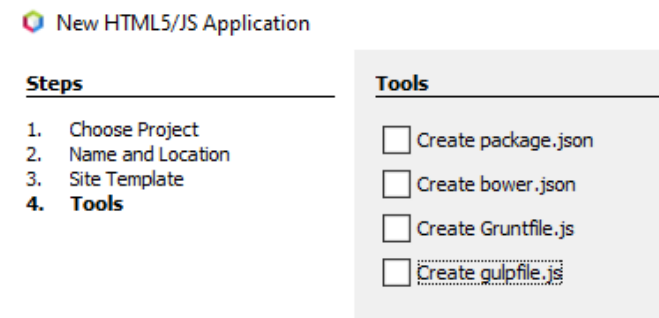 New HTML5/JS Application
Steps
1. Choose Project
2. Name and Location
3. Site Template
4. Tools
Tools
Create package.json
Create bower.json
Create Gruntfile.js
Create gulpfile.js